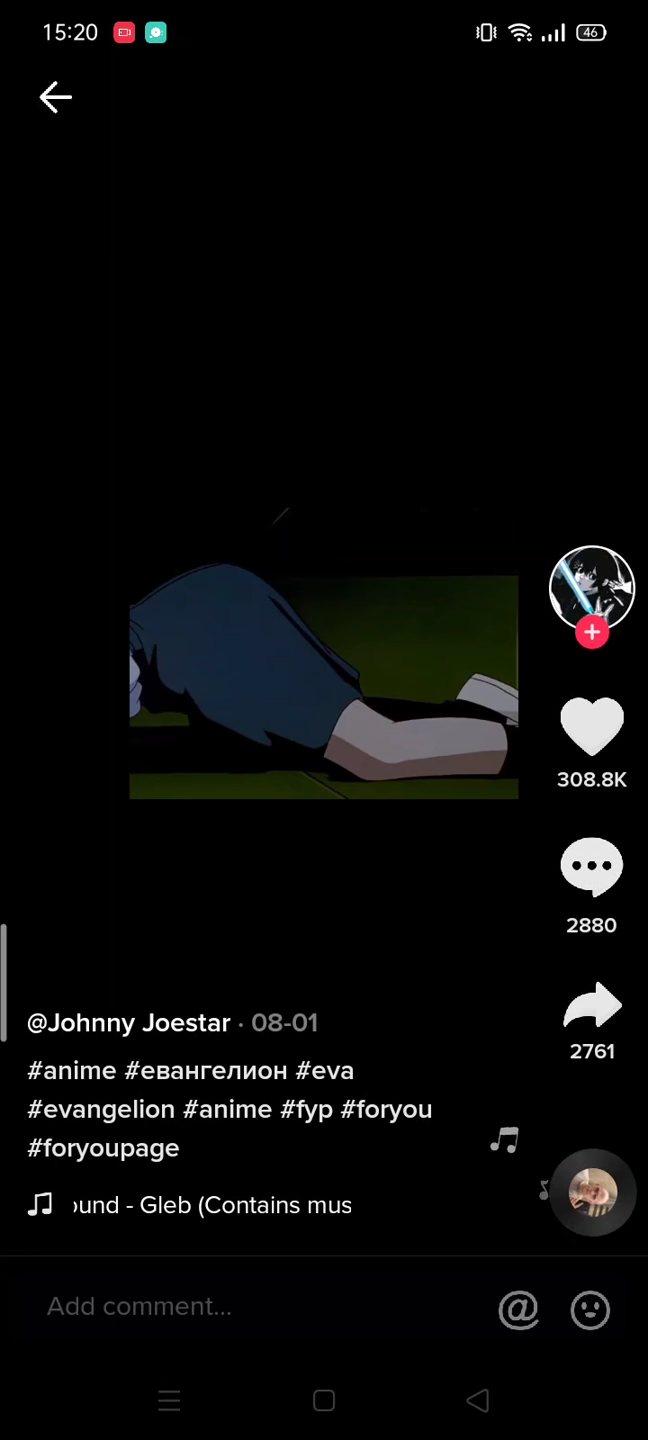 15:20
46
308.8K
2880
2761
@Johnny Joestar · 08-01
#anime #евангелион #eva
#evangelion #anime #fyp #foryou
#foryoupage
ound - Gleb (Contains mus
Add comment...